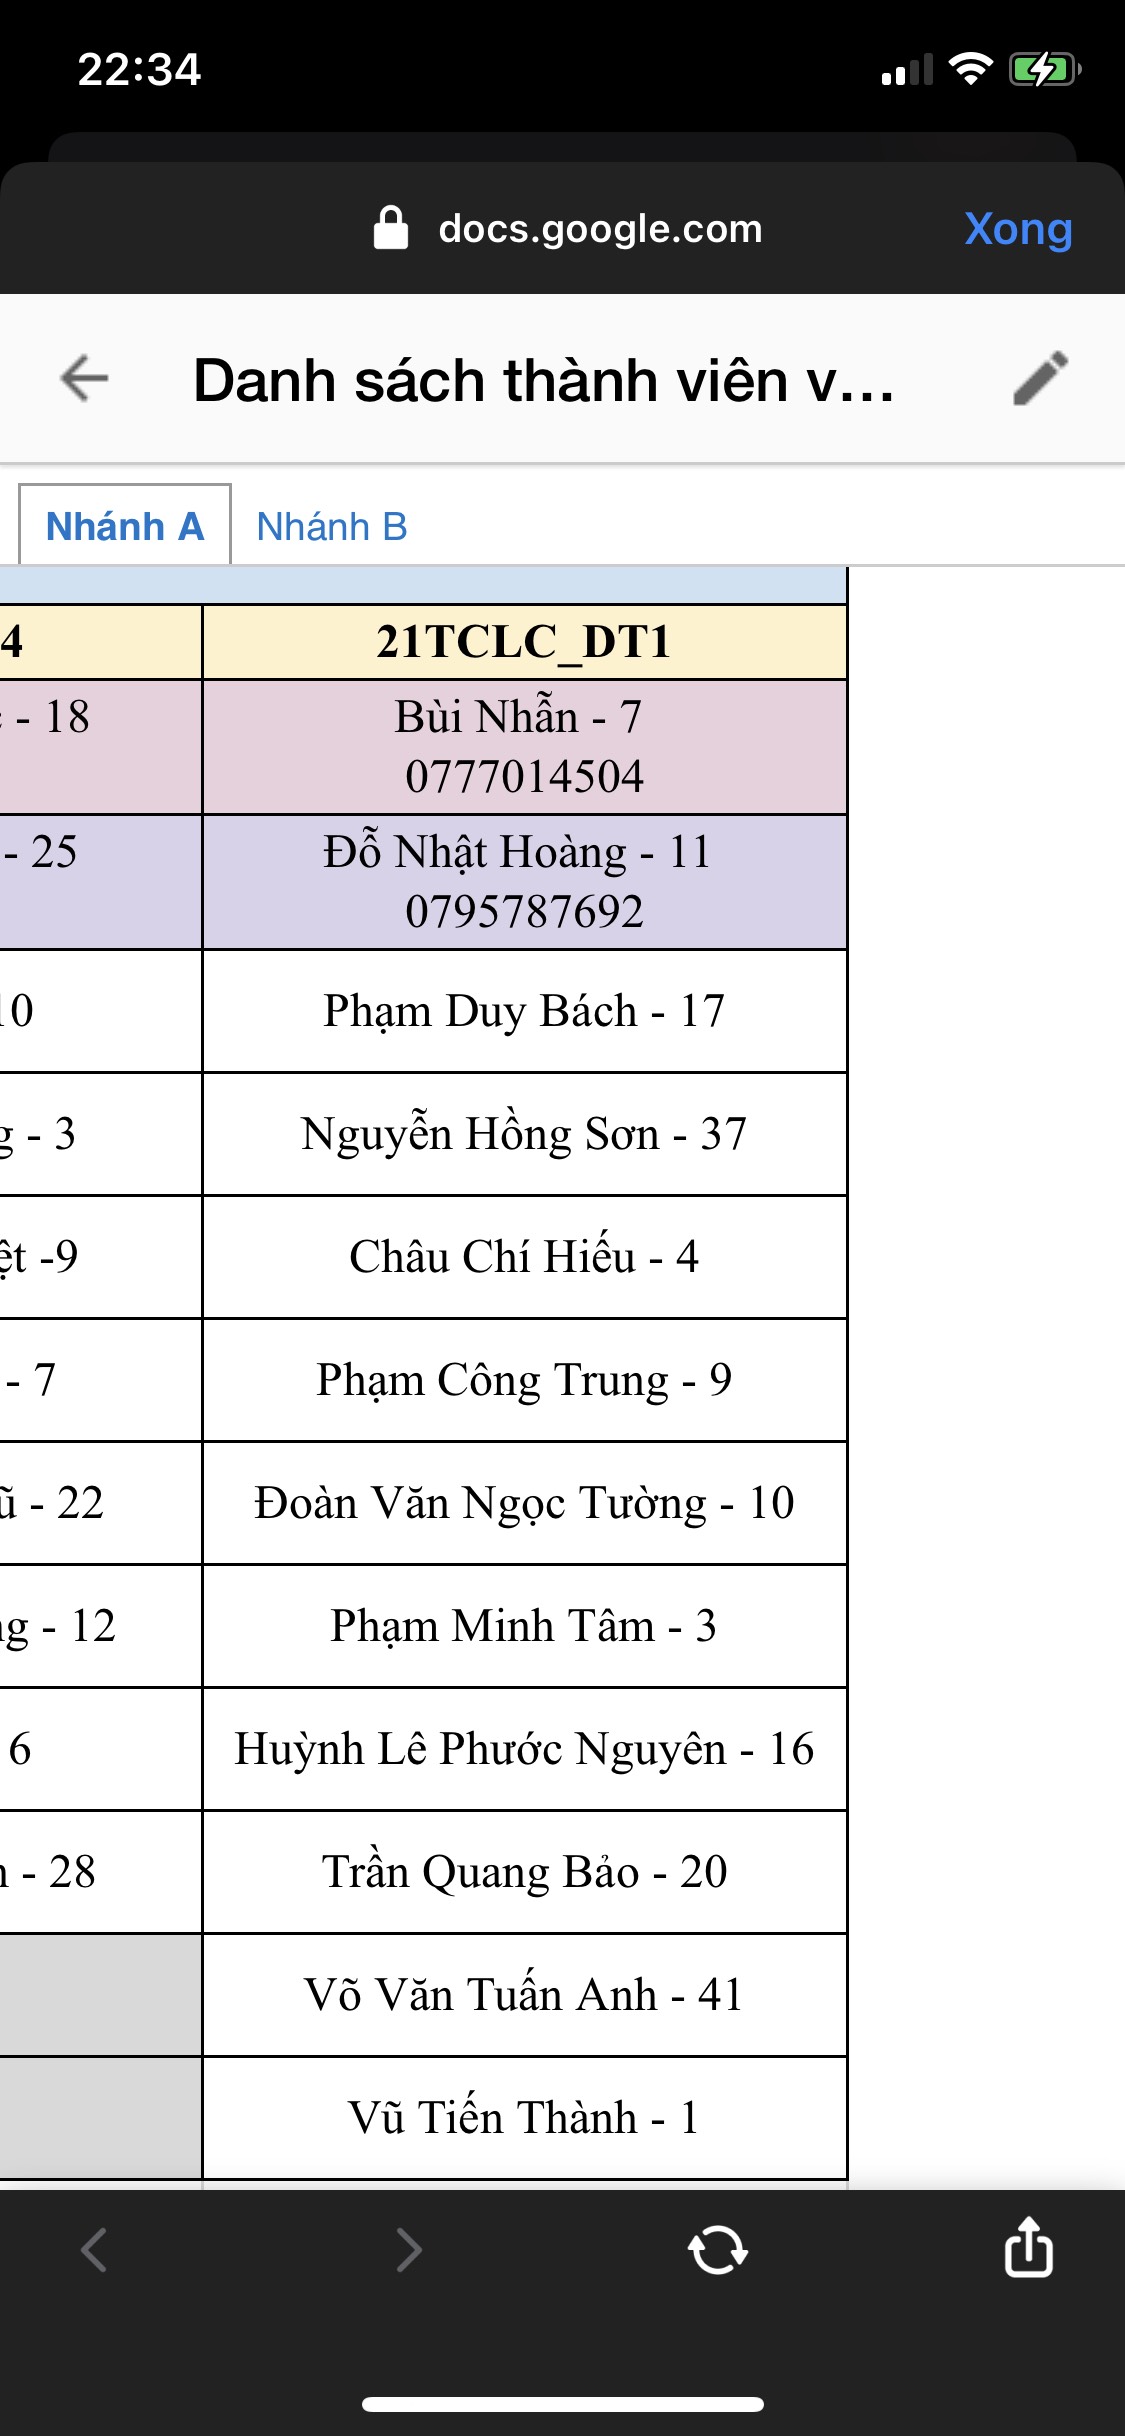 22:34
docs.google.com
Xong
Danh sách thành viên v...
Nhánh A
Nhánh B
4
21TCLC_DT1
- 18
Bùi Nhẫn - 7
0777014504
- 25
Đỗ Nhật Hoàng - 11
0795787692
10
Phạm Duy Bách - 17
g - 3
Nguyễn Hồng Sơn - 37
ệt -9
Châu Chí Hiếu - 4
- 7
Phạm Công Trung - 9
ũ - 22
Đoàn Văn Ngọc Tường - 10
ng - 12
Phạm Minh Tâm - 3
6
Huỳnh Lê Phước Nguyên - 16
- 28
Trần Quang Bảo - 20
Võ Văn Tuấn Anh - 41
Vũ Tiến Thành - 1